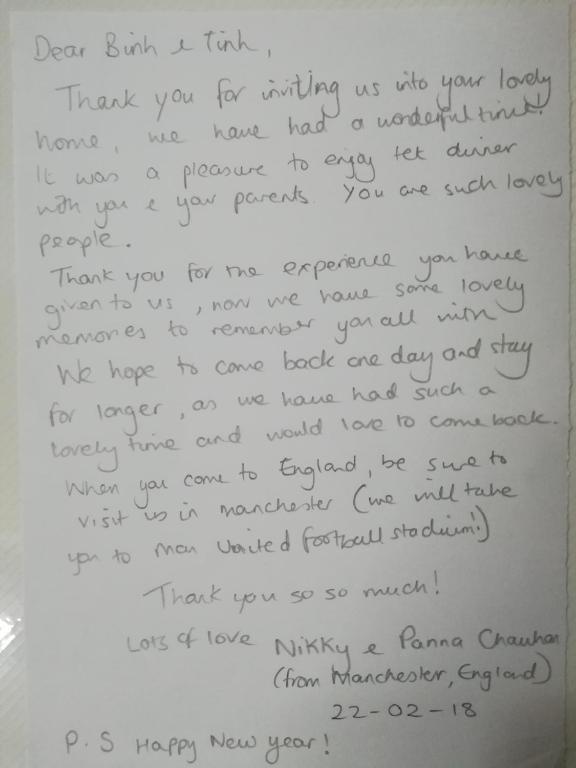 Dear Binh & Tinh,
Thank you for inviting us into your lovely
home, we have had a wonderful time!
It was a pleasure to enjoy tet dinner
with you & your parents. You are such lovely
people.
Thank you for the experience you have
given to us, now we have some lovely
memories to remember you all with
We hope to come back one day and stay
for longer, as we have had such a
lovely time and would love to come back.
When you come to England, be sure to
visit us in manchester (we will take
you to Man United football stadium!)
Thank you so so much!
Lots of love Nikky & Panna Chauhan
(from Manchester, England)
22-02-18
P.S Happy New year!